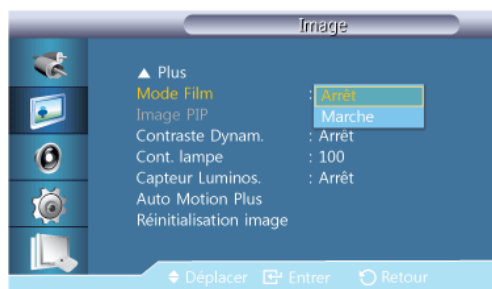 Image
▲ Plus
Mode Film : Arrêt
Marche
Image PIP
Contraste Dynam. : Arrêt
Cont. lampe : 100
Capteur Luminos. : Arrêt
Auto Motion Plus
Réinitialisation image
Déplacer Entrer Retour